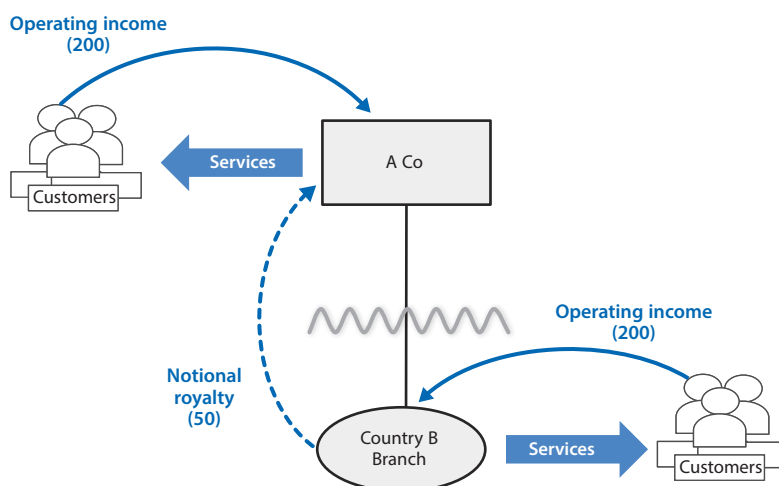 Operating income
(200)
Services
A Co
Customers
Operating income
(200)
Notional
royalty
(50)
Country B
Branch
Services
Customers